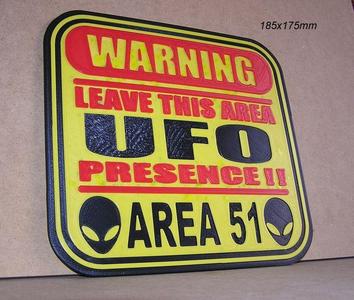 185x175mm
WARNING
LEAVE THIS AREA
UFO
PRESENCE !!
AREA 51